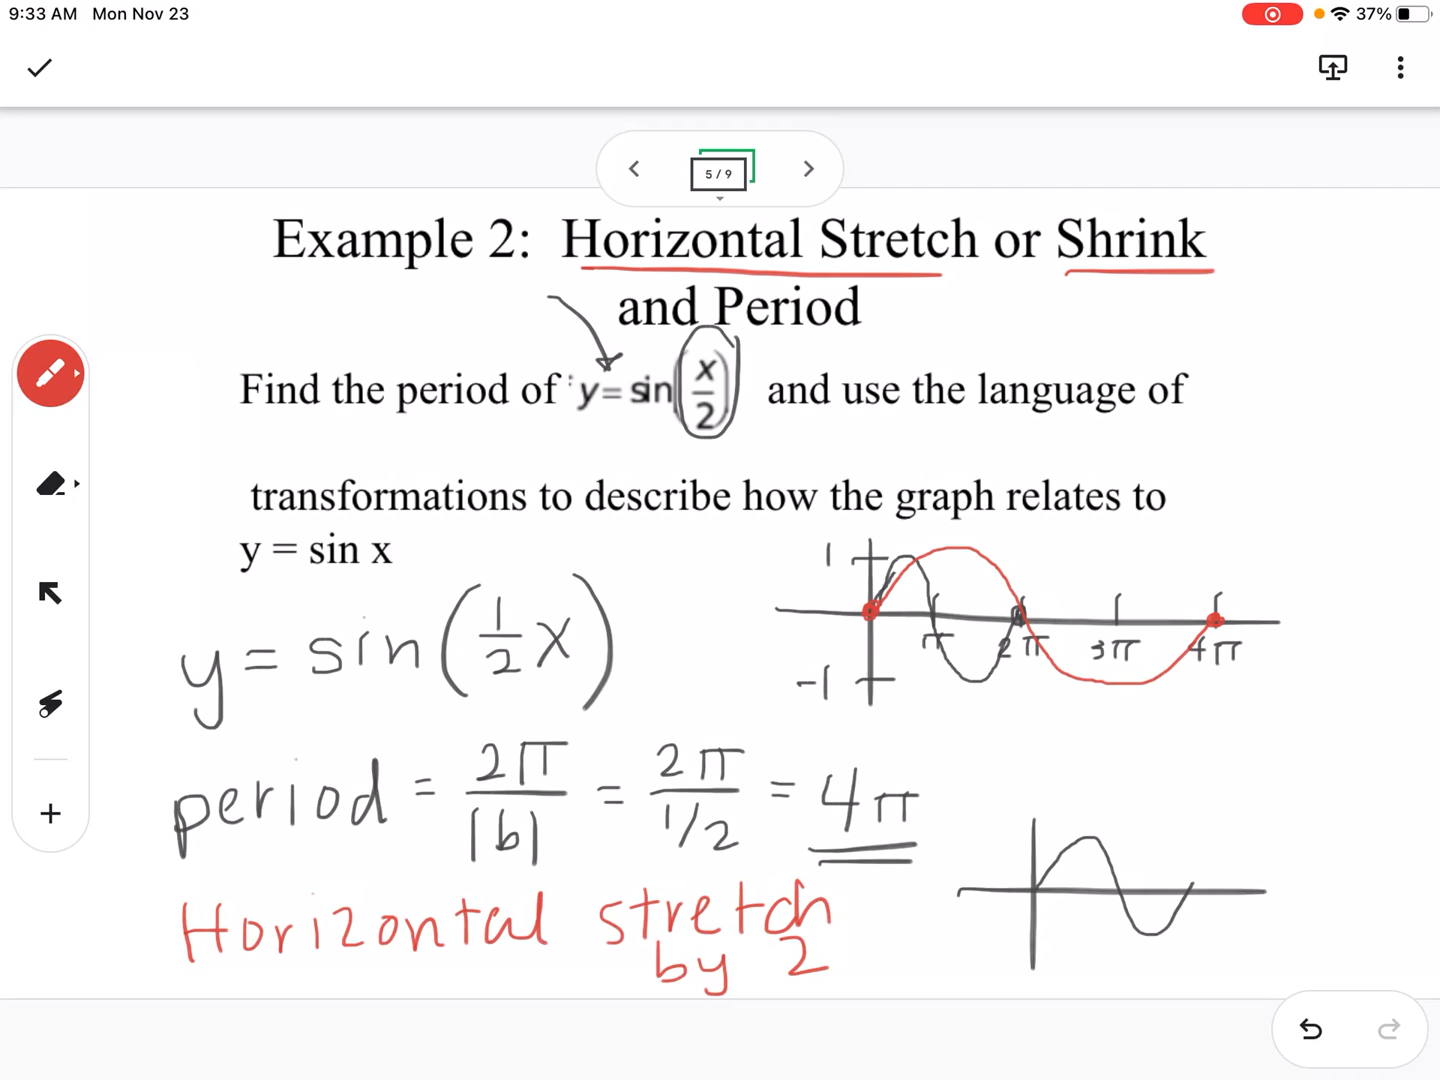 9:33 AM Mon Nov 23
37%
5 / 9
Example 2: Horizontal Stretch or Shrink
and Period
Find the period of y = sin(x/2) and use the language of
transformations to describe how the graph relates to
y = sin x
1
π 2π 3π 4π
-1
y = sin(1/2 x)
period = 2π/|b| = 2π/1/2 = 4π
Horizontal stretch
by 2